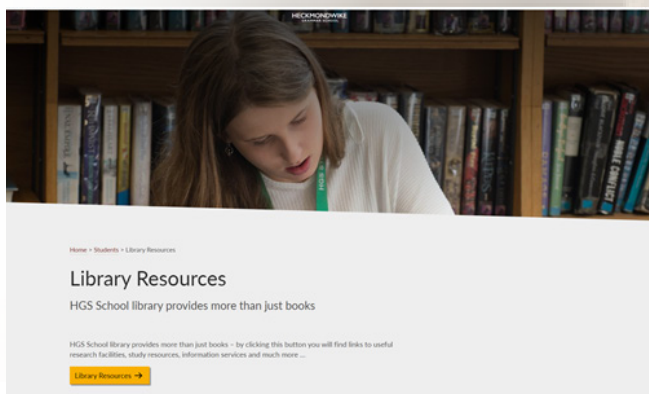 HECKMONDWIKE
GRAMMAR SCHOOL
Home > Students > Library Resources
Library Resources
HGS School library provides more than just books
HGS School library provides more than just books – by clicking this button you will find links to useful
research facilities, study resources, information services and much more ...
Library Resources →